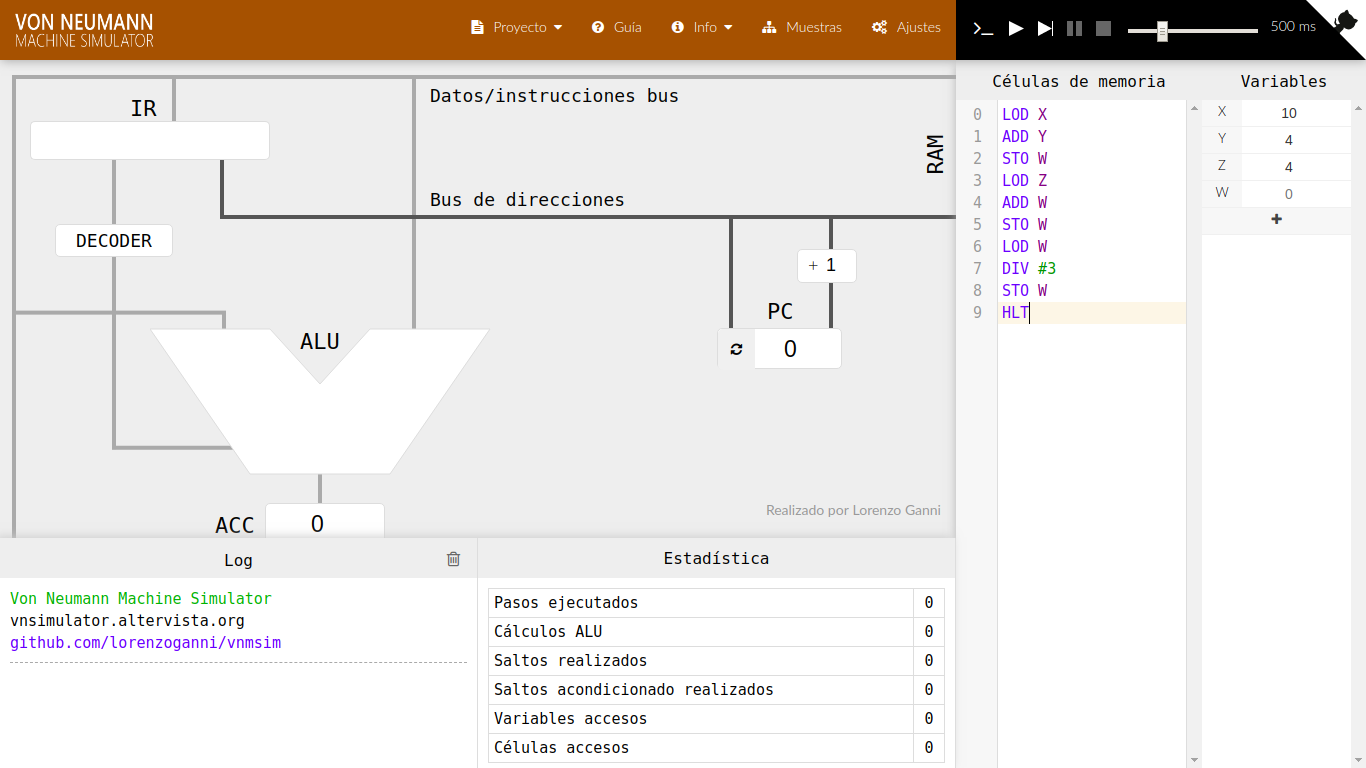 VON NEUMANN
MACHINE SIMULATOR
Proyecto
Guía
Info
Muestras
Ajustes
500 ms
IR
Datos/instrucciones bus
RAM
Bus de direcciones
DECODER
+ 1
PC
0
ALU
ACC
0
Realizado por Lorenzo Ganni
Células de memoria
0 LOD X
1 ADD Y
2 STO W
3 LOD Z
4 ADD W
5 STO W
6 LOD W
7 DIV #3
8 STO W
9 HLT
Variables
X 10
Y 4
Z 4
W 0
+
Log
Von Neumann Machine Simulator
vnsimulator.altervista.org
github.com/lorenzoganni/vnmsim
Estadística
Pasos ejecutados 0
Cálculos ALU 0
Saltos realizados 0
Saltos acondicionado realizados 0
Variables accesos 0
Células accesos 0